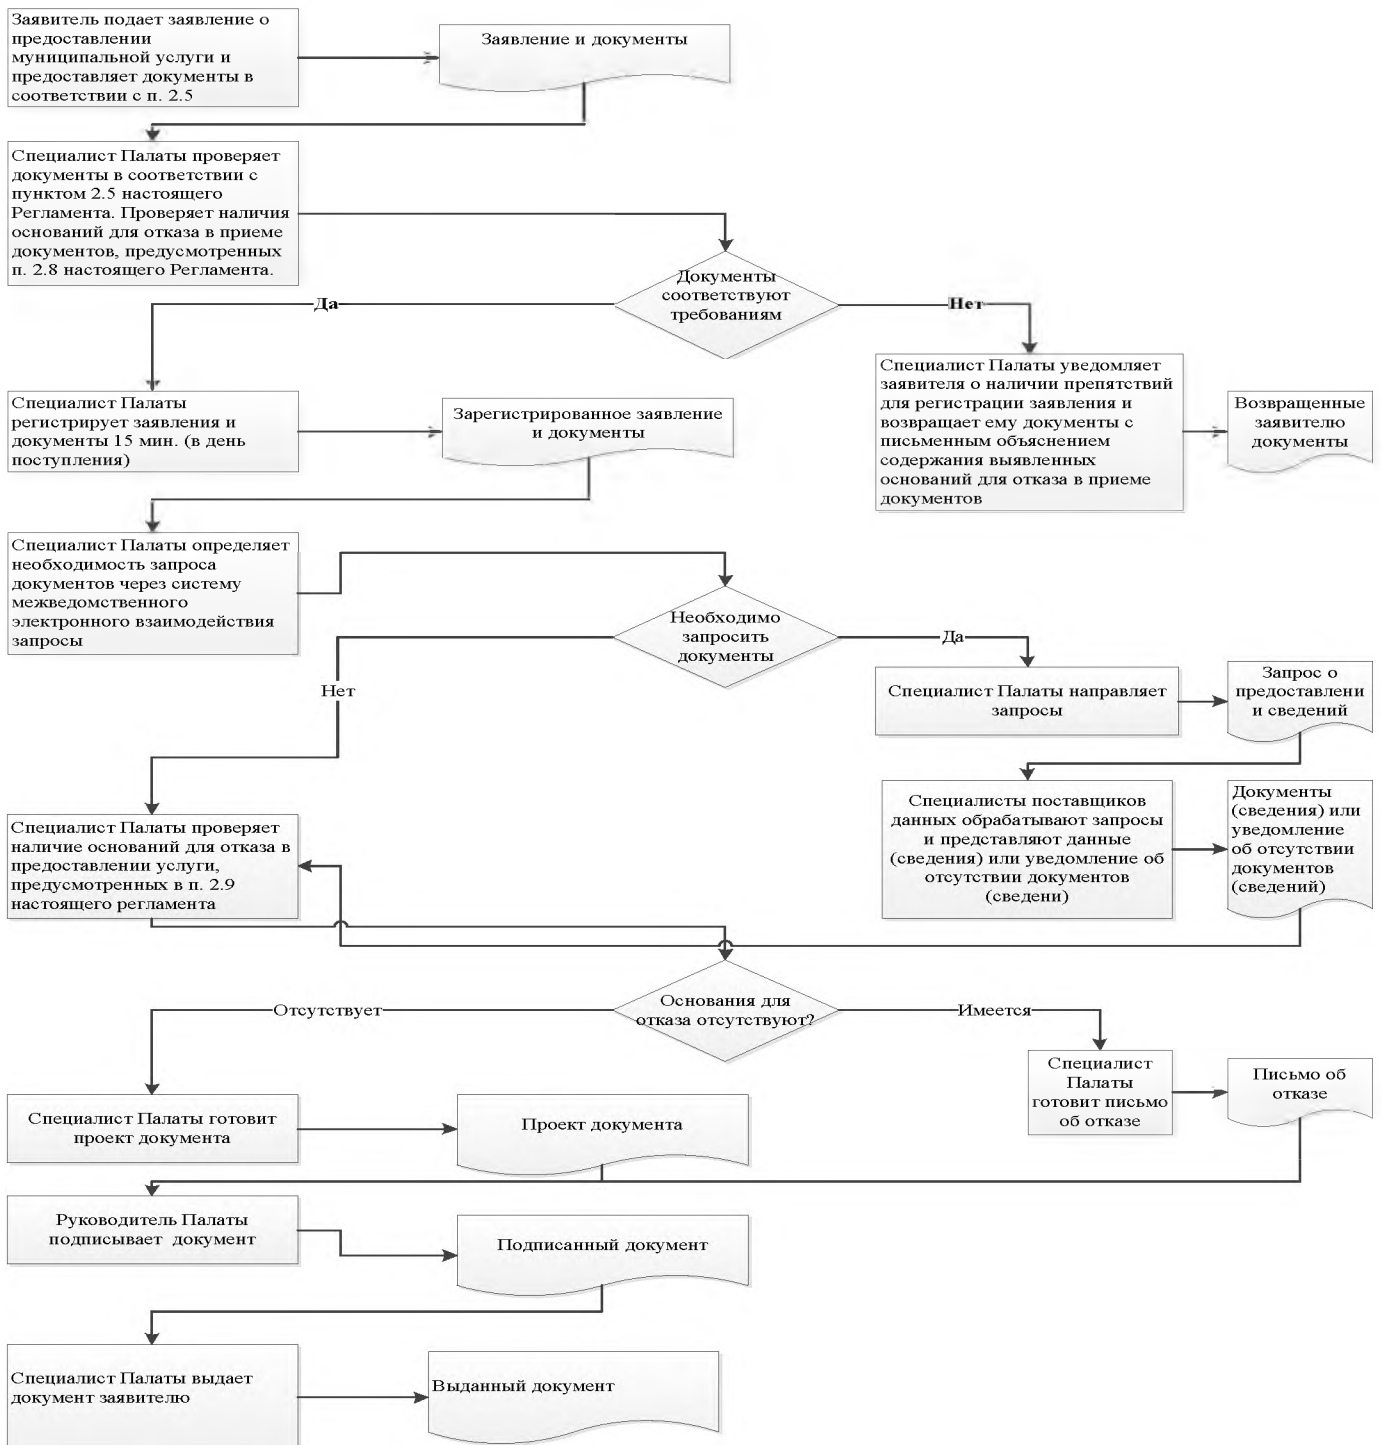 Заявитель подает заявление о
предоставлении
муниципальной услуги и
предоставляет документы в
соответствии с п. 2.5
Заявление и документы
Специалист Палаты проверяет
документы в соответствии с
пунктом 2.5 настоящего
Регламента. Проверяет наличия
оснований для отказа в приеме
документов, предусмотренных
п. 2.8 настоящего Регламента.
Документы
соответствуют
требованиям
Да
Нет
Специалист Палаты уведомляет
заявителя о наличии препятствий
для регистрации заявления и
возвращает ему документы с
письменным объяснением
содержания выявленных
оснований для отказа в приеме
документов
Возвращенные
заявителю
документы
Специалист Палаты
регистрирует заявления и
документы 15 мин. (в день
поступления)
Зарегистрированное заявление
и документы
Специалист Палаты определяет
необходимость запроса
документов через систему
межведомственного
электронного взаимодействия
запросы
Необходимо
запросить
документы
Да
Нет
Специалист Палаты направляет
запросы
Запрос о
предоставлени
и сведений
Специалисты поставщиков
данных обрабатывают запросы
и представляют данные
(сведения) или уведомление об
отсутствии документов
(сведени)
Документы
(сведения) или
уведомление
об отсутствии
документов
(сведений)
Специалист Палаты проверяет
наличие оснований для отказа в
предоставлении услуги,
предусмотренных в п. 2.9
настоящего регламента
Основания для
отказа отсутствуют?
Отсутствует
Имеется
Специалист
Палаты
готовит письмо
об отказе
Письмо об
отказе
Специалист Палаты готовит
проект документа
Проект документа
Руководитель Палаты
подписывает документ
Подписанный документ
Специалист Палаты выдает
документ заявителю
Выданный документ